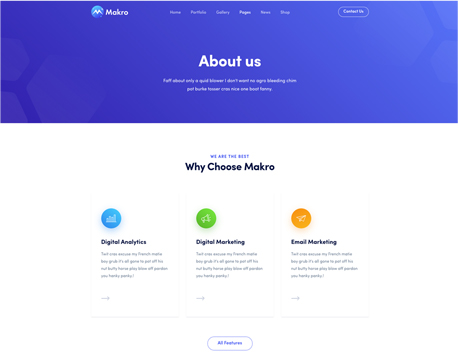 Makro
Home Portfolio Gallery Pages News Shop
Contact Us
About us
Faff about only a quid blower I don't want no agro bleeding chim
pot burke tosser cras nice one boot fanny.
WE ARE THE BEST
Why Choose Makro
Digital Analytics
Twit cras excuse my French mate
bay grub it's all gone to pot off his
nut butty horse play blow off pardon
you hanky panky !
Digital Marketing
Twit cras excuse my French mate
bay grub it's all gone to pot off his
nut butty horse play blow off pardon
you hanky panky !
Email Marketing
Twit cras excuse my French mate
bay grub it's all gone to pot off his
nut butty horse play blow off pardon
you hanky panky !
All Features